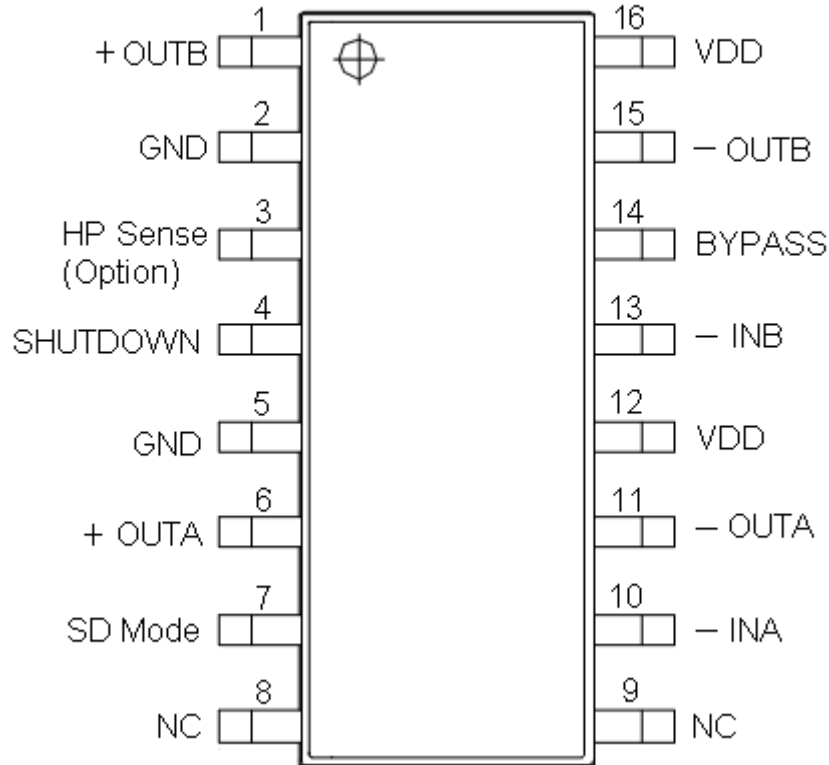 1
+ OUTB
16
VDD
2
GND
15
− OUTB
3
HP Sense
(Option)
14
BYPASS
4
SHUTDOWN
13
− INB
5
GND
12
VDD
6
+ OUTA
11
− OUTA
7
SD Mode
10
− INA
8
NC
9
NC